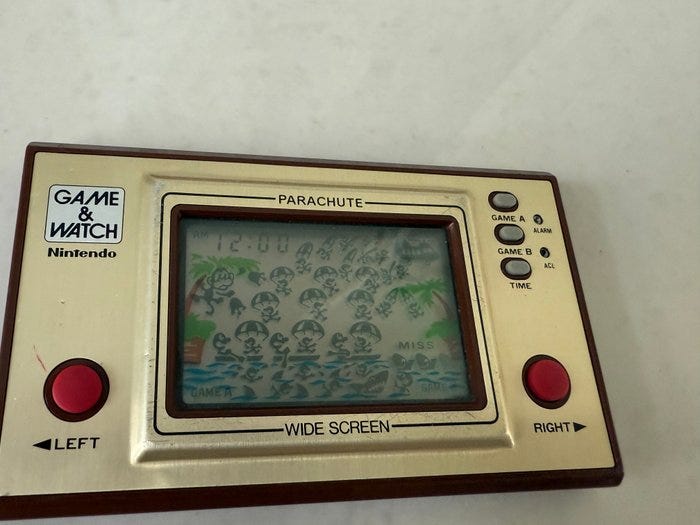 GAME
&
WATCH
Nintendo
PARACHUTE
GAME A
ALARM
GAME B
ACL
TIME
AM
12:00
MISS
GAME A
GAME
WIDE SCREEN
◀LEFT
RIGHT▶